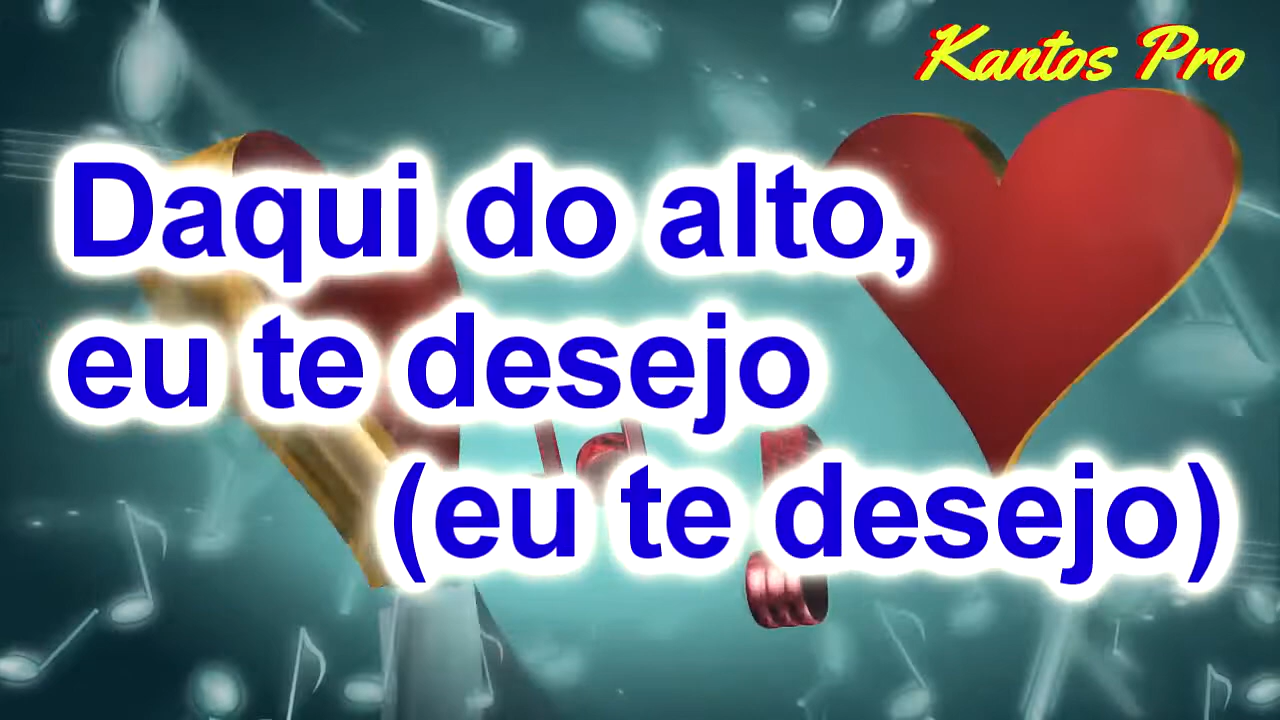 Kantos Pro
Daqui do alto,
eu te desejo
(eu te desejo)